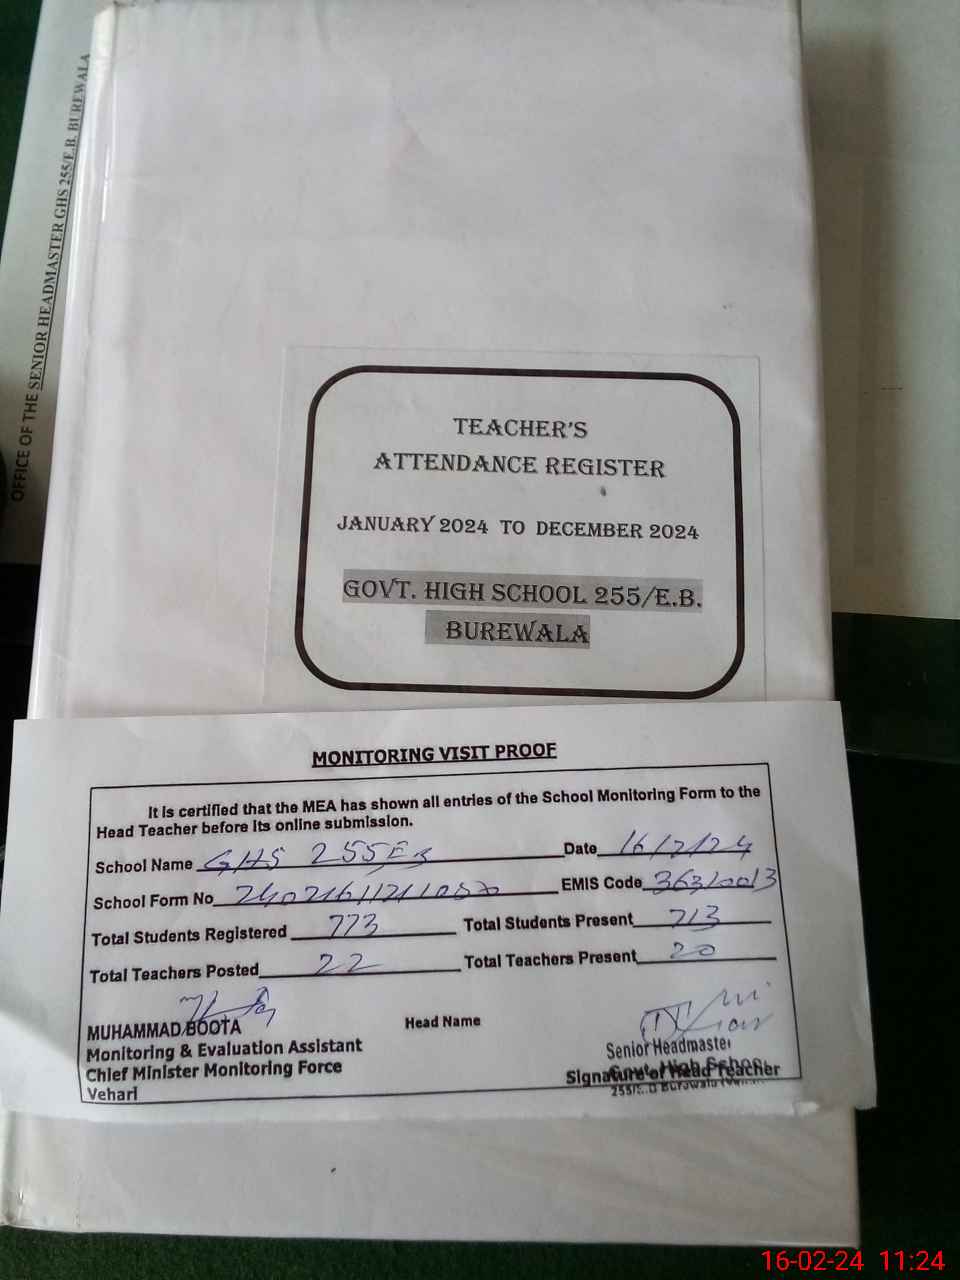 OFFICE OF THE SENIOR HEADMASTER GHS 255/E.B. BUREWALA
TEACHER'S
ATTENDANCE REGISTER
JANUARY 2024 TO DECEMBER 2024
GOVT. HIGH SCHOOL 255/E.B.
BUREWALA
MONITORING VISIT PROOF
It is certified that the MEA has shown all entries of the School Monitoring Form to the
Head Teacher before its online submission.
School Name GHS 255EB Date 16/2/24
School Form No EMIS Code 36310013
Total Students Registered 773 Total Students Present 713
Total Teachers Posted 22 Total Teachers Present 20
MUHAMMAD BOOTA Head Name
Monitoring & Evaluation Assistant Senior Headmaster
Chief Minister Monitoring Force Govt. High School
Vehari Signature of Head Teacher
255/E.B Burewala
16-02-24 11:24